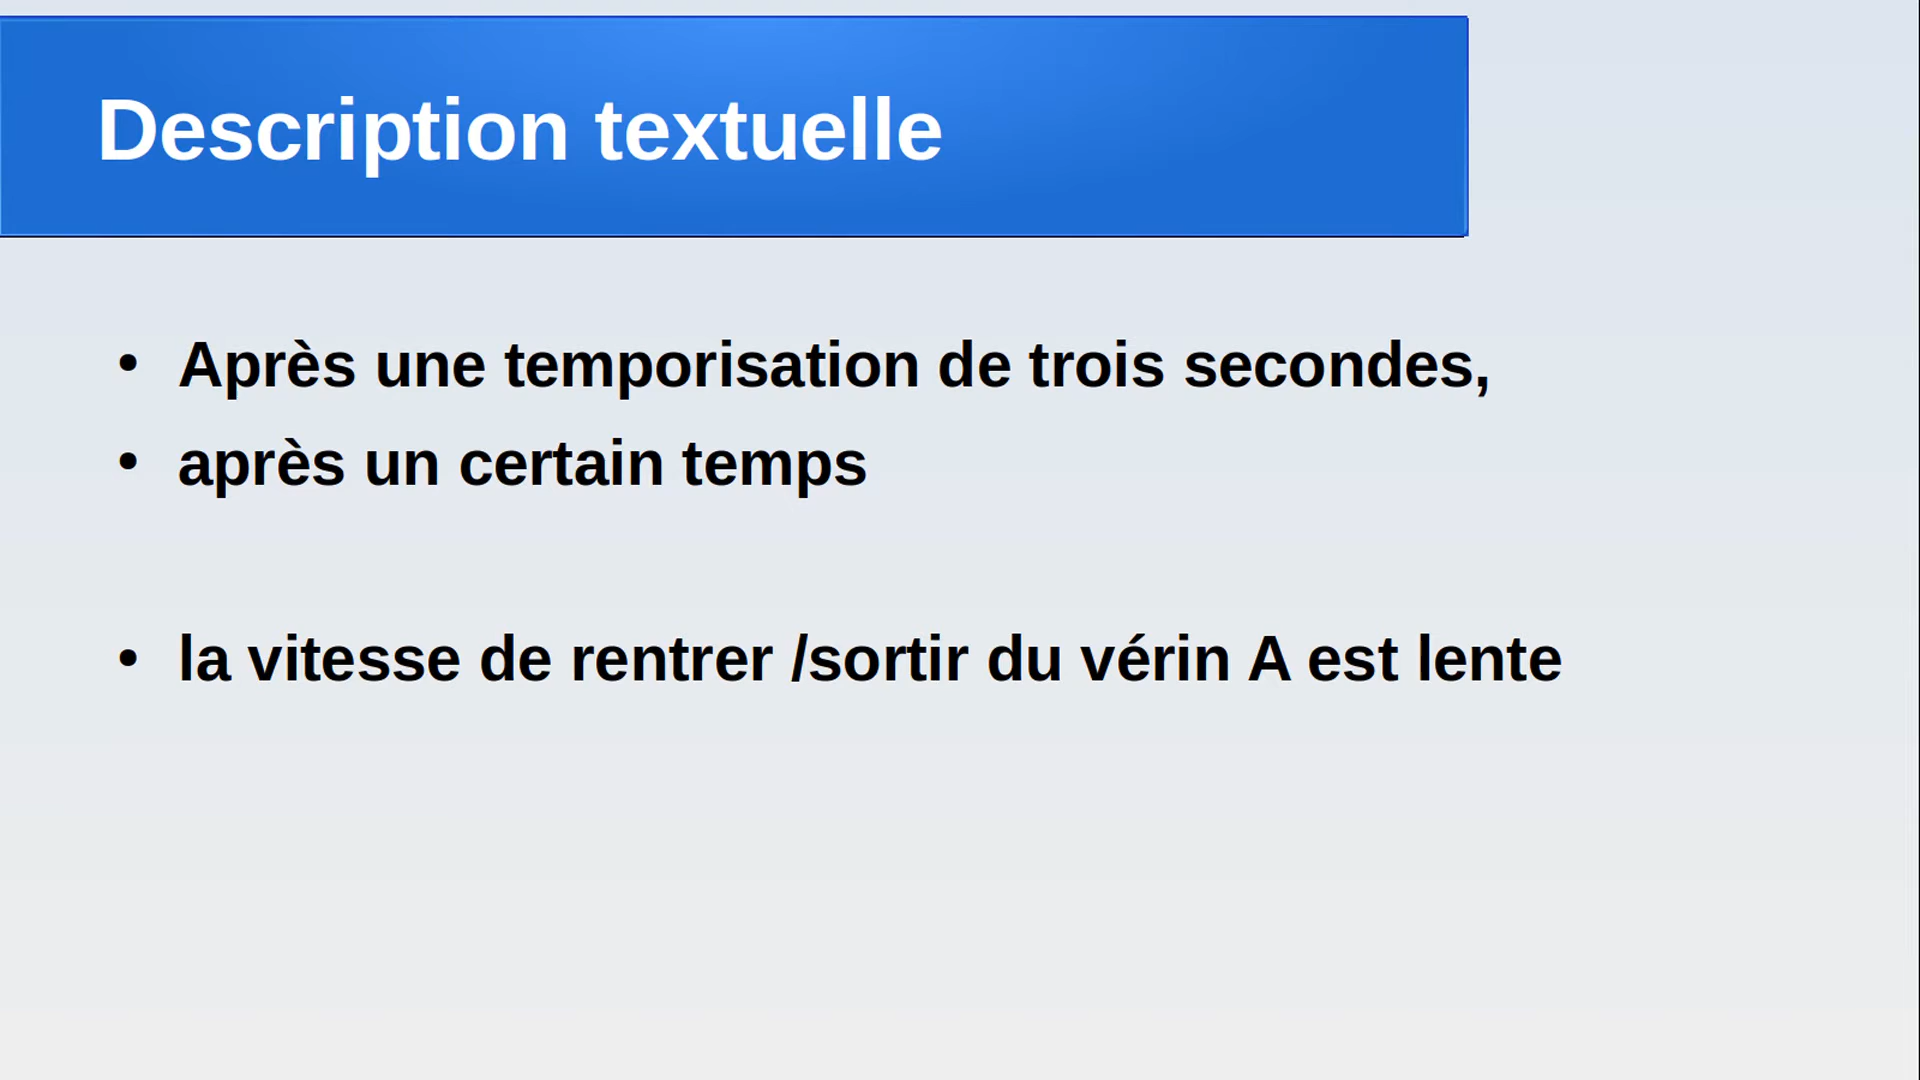 Description textuelle
• Après une temporisation de trois secondes,
• après un certain temps
• la vitesse de rentrer /sortir du vérin A est lente